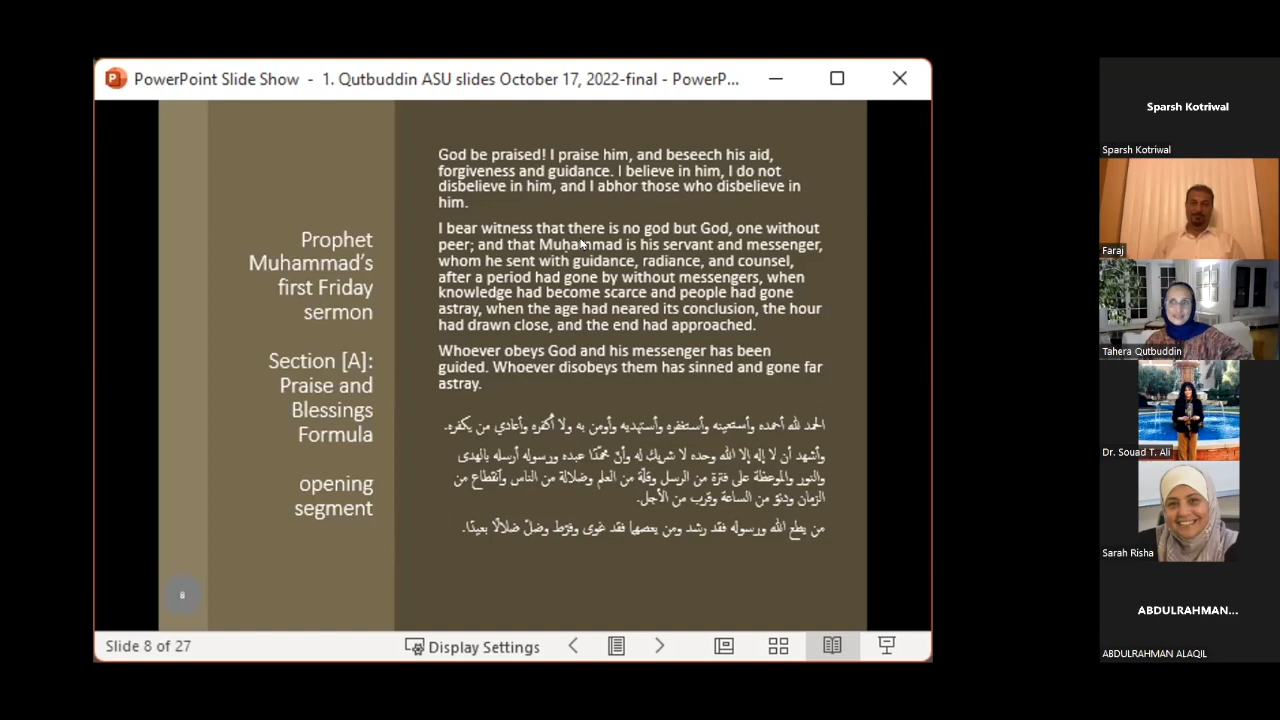 PowerPoint Slide Show - 1. Qutbuddin ASU slides October 17, 2022-final - PowerP...
Prophet
Muhammad's
first Friday
sermon
Section [A]:
Praise and
Blessings
Formula
opening
segment
8
God be praised! I praise him, and beseech his aid,
forgiveness and guidance. I believe in him, I do not
disbelieve in him, and I abhor those who disbelieve in
him.
I bear witness that there is no god but God, one without
peer; and that Muḥammad is his servant and messenger,
whom he sent with guidance, radiance, and counsel,
after a period had gone by without messengers, when
knowledge had become scarce and people had gone
astray, when the age had neared its conclusion, the hour
had drawn close, and the end had approached.
Whoever obeys God and his messenger has been
guided. Whoever disobeys them has sinned and gone far
astray.
الحمد لله أحمده وأستعينه وأستغفره وأستهديه وأومن به ولا أكفره وأعادي من يكفره.
وأشهد أن لا إله إلا الله وحده لا شريك له وأنّ محمّدًا عبده ورسوله أرسله بالهدى
والنور والموعظة على فترة من الرسل وقلّة من العلم وضلالة من الناس وٱنقطاع من
الزمان ودنوّ من الساعة وقرب من الأجل.
من يطع الله ورسوله فقد رشد ومن يعصهما فقد غوى وفرّط وضلّ ضلالًا بعيدًا.
Slide 8 of 27
Display Settings
Sparsh Kotriwal
Sparsh Kotriwal
Faraj
Tahera Qutbuddin
Dr. Souad T. Ali
Sarah Risha
ABDULRAHMAN...
ABDULRAHMAN ALAQIL